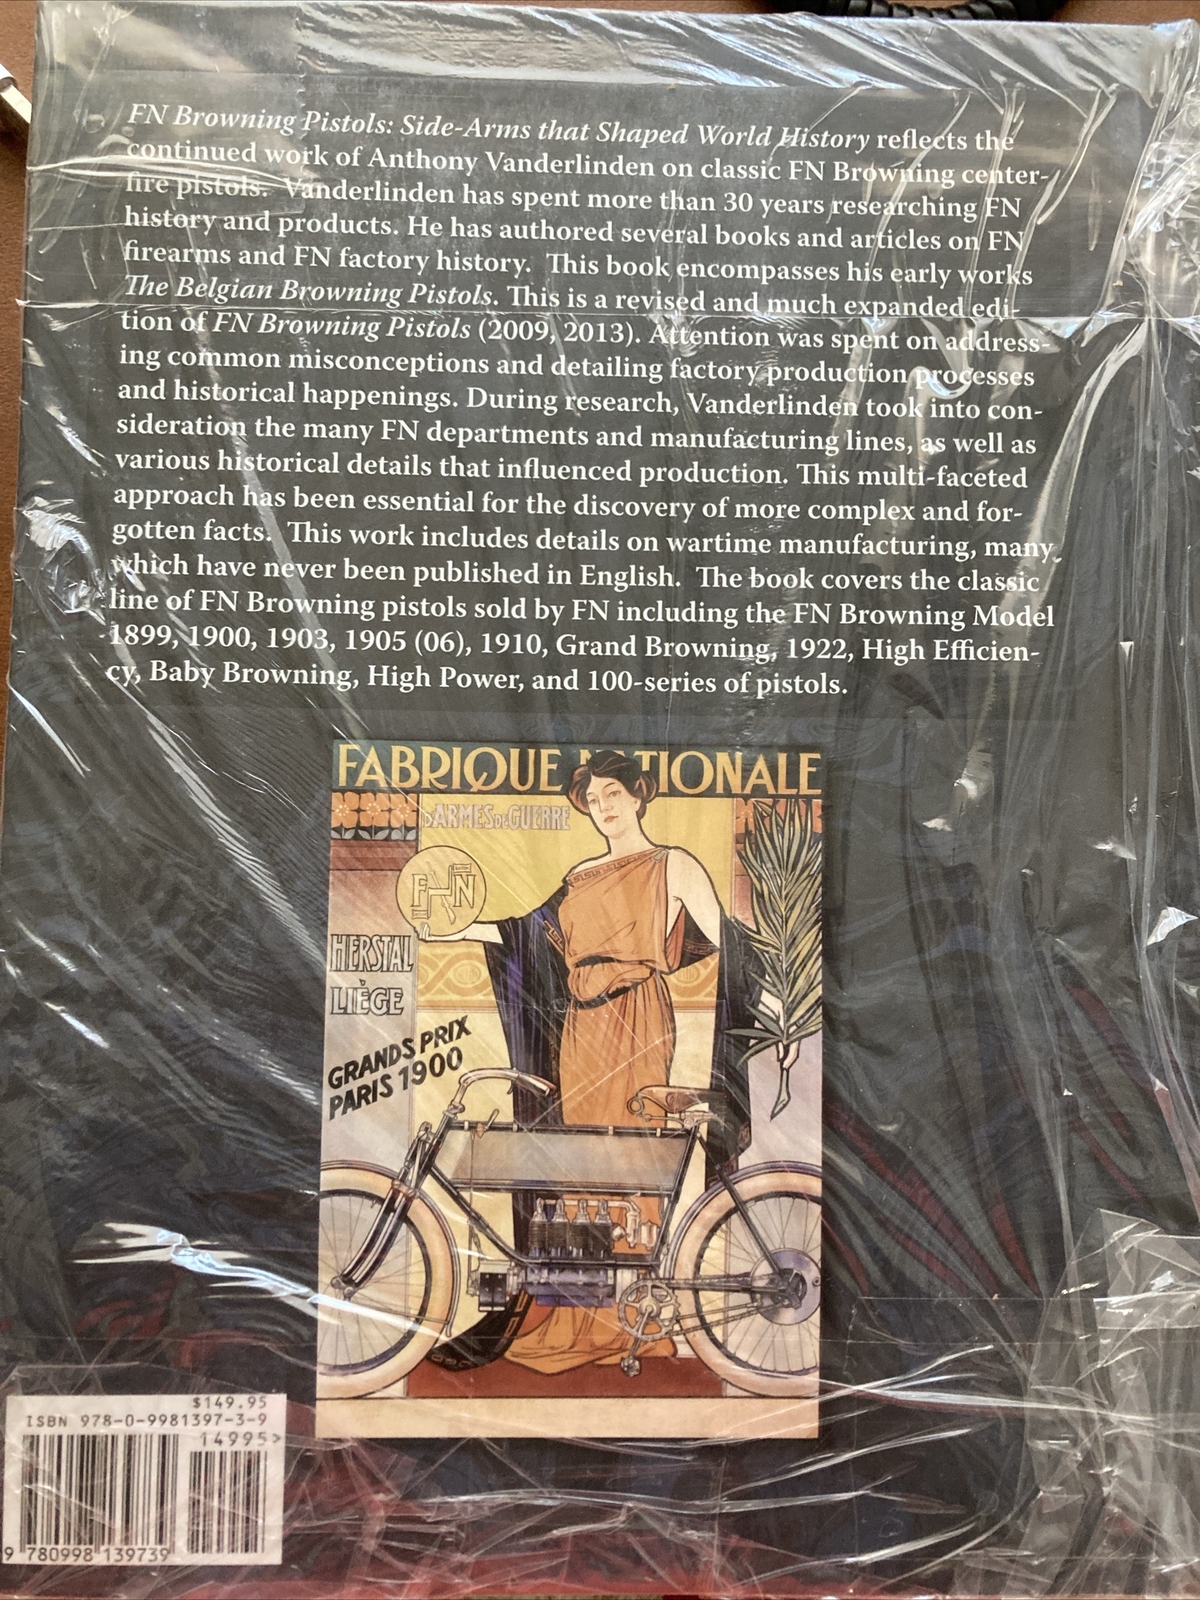 FN Browning Pistols: Side-Arms that Shaped World History reflects the
continued work of Anthony Vanderlinden on classic FN Browning center-
fire pistols. Vanderlinden has spent more than 30 years researching FN
history and products. He has authored several books and articles on FN
firearms and FN factory history. This book encompasses his early works
The Belgian Browning Pistols. This is a revised and much expanded edi-
tion of FN Browning Pistols (2009, 2013). Attention was spent on address-
ing common misconceptions and detailing factory production processes
and historical happenings. During research, Vanderlinden took into con-
sideration the many FN departments and manufacturing lines, as well as
various historical details that influenced production. This multi-faceted
approach has been essential for the discovery of more complex and for-
gotten facts. This work includes details on wartime manufacturing, many
which have never been published in English. The book covers the classic
line of FN Browning pistols sold by FN including the FN Browning Model
1899, 1900, 1903, 1905 (06), 1910, Grand Browning, 1922, High Efficien-
cy, Baby Browning, High Power, and 100-series of pistols.
FABRIQUE NATIONALE
D'ARMES DE GUERRE
FN
HERSTAL
LIÈGE
GRANDS PRIX
PARIS 1900
$149.95
ISBN 978-0-9981397-3-9
14995>
9 780998 139739